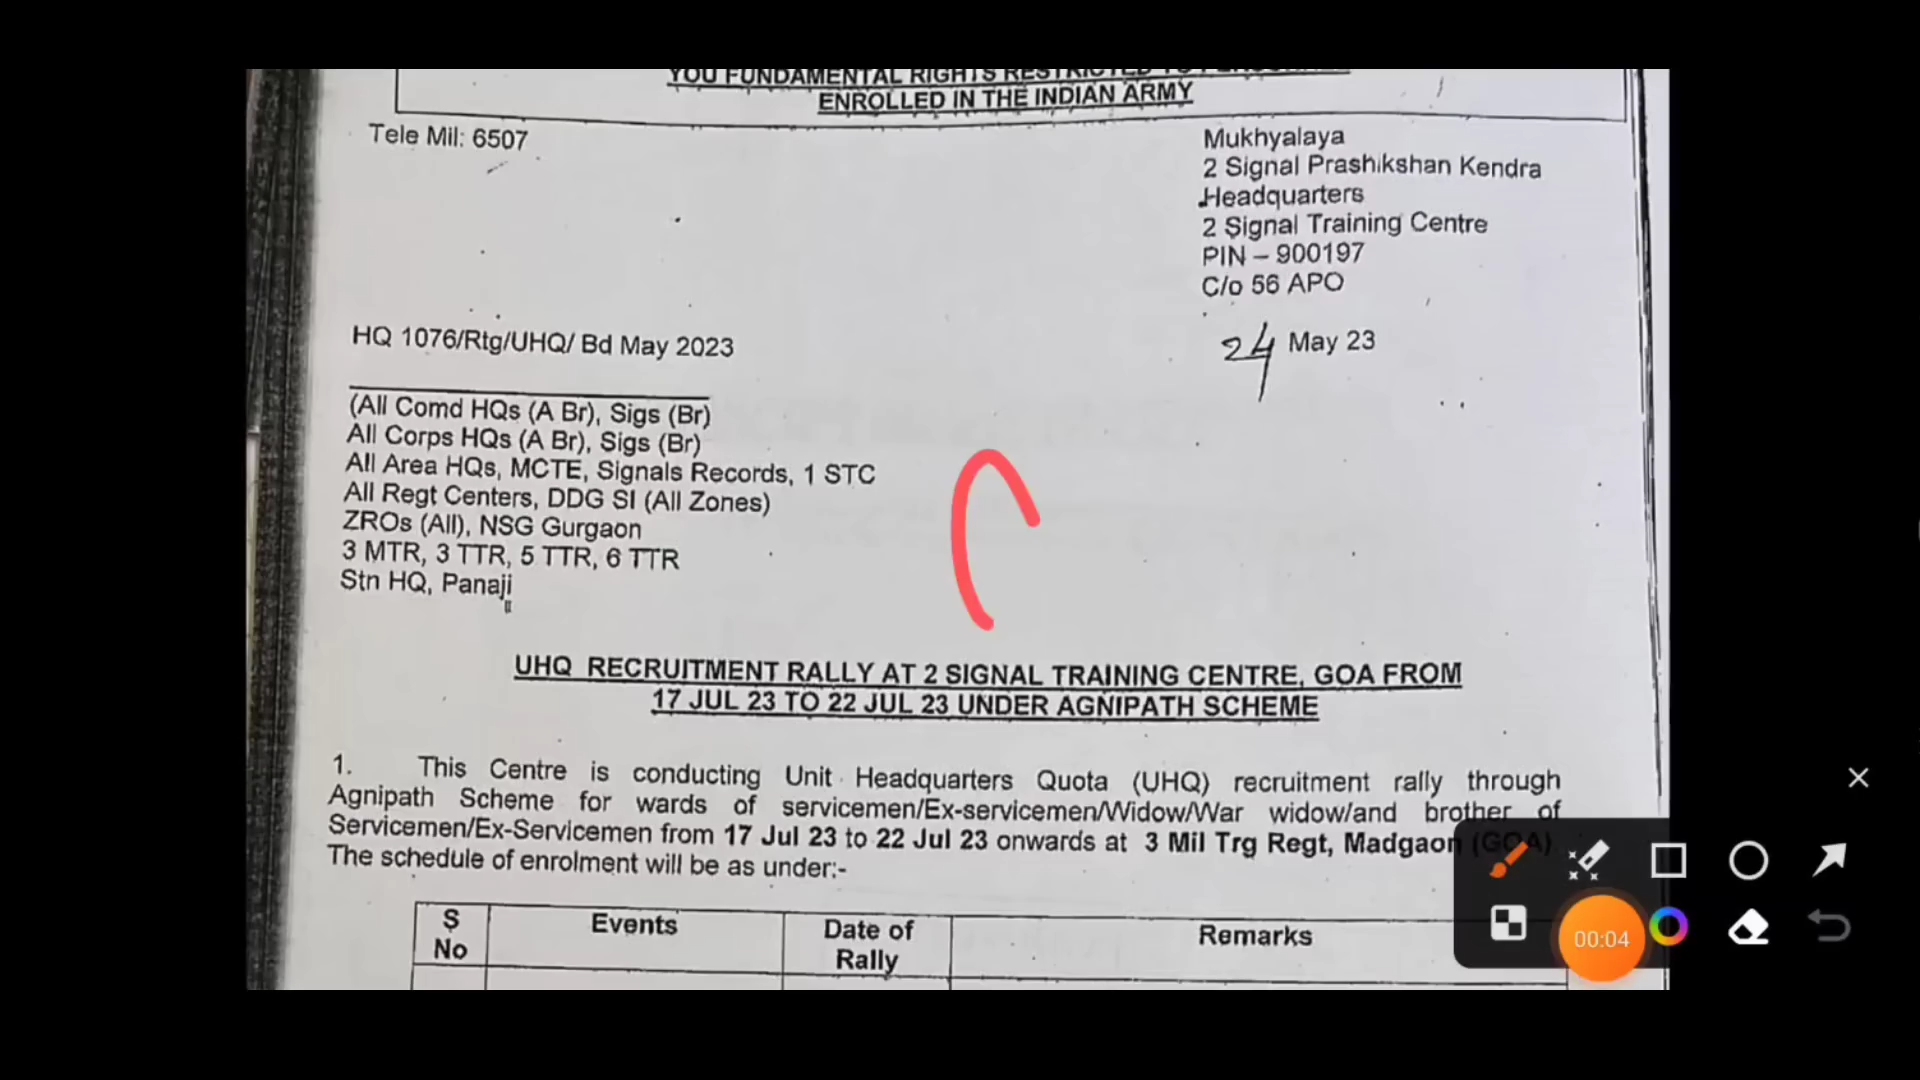 YOU FUNDAMENTAL RIGHTS RESTRICTED TO
ENROLLED IN THE INDIAN ARMY
Tele Mil: 6507
Mukhyalaya
2 Signal Prashikshan Kendra
Headquarters
2 Signal Training Centre
PIN – 900197
C/o 56 APO
HQ 1076/Rtg/UHQ/ Bd May 2023
24 May 23
(All Comd HQs (A Br), Sigs (Br)
All Corps HQs (A Br), Sigs (Br)
All Area HQs, MCTE, Signals Records, 1 STC
All Regt Centers, DDG SI (All Zones)
ZROs (All), NSG Gurgaon
3 MTR, 3 TTR, 5 TTR, 6 TTR
Stn HQ, Panaji
UHQ RECRUITMENT RALLY AT 2 SIGNAL TRAINING CENTRE, GOA FROM
17 JUL 23 TO 22 JUL 23 UNDER AGNIPATH SCHEME
1. This Centre is conducting Unit Headquarters Quota (UHQ) recruitment rally through
Agnipath Scheme for wards of servicemen/Ex-servicemen/Widow/War widow/and brother of
Servicemen/Ex-Servicemen from 17 Jul 23 to 22 Jul 23 onwards at 3 Mil Trg Regt, Madgaon (GOA).
The schedule of enrolment will be as under:-
S No
Events
Date of Rally
Remarks
00:04